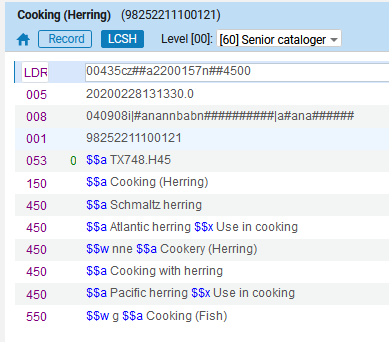 Cooking (Herring) (98252211100121)
Record LCSH Level [00]: [60] Senior cataloger
LDR 00435cz##a2200157n##4500
005 20200228131330.0
008 040908i|#anannbabn##########|a#ana######
001 98252211100121
053 0 $$a TX748.H45
150 $$a Cooking (Herring)
450 $$a Schmaltz herring
450 $$a Atlantic herring $$x Use in cooking
450 $$w nne $$a Cookery (Herring)
450 $$a Cooking with herring
450 $$a Pacific herring $$x Use in cooking
550 $$w g $$a Cooking (Fish)